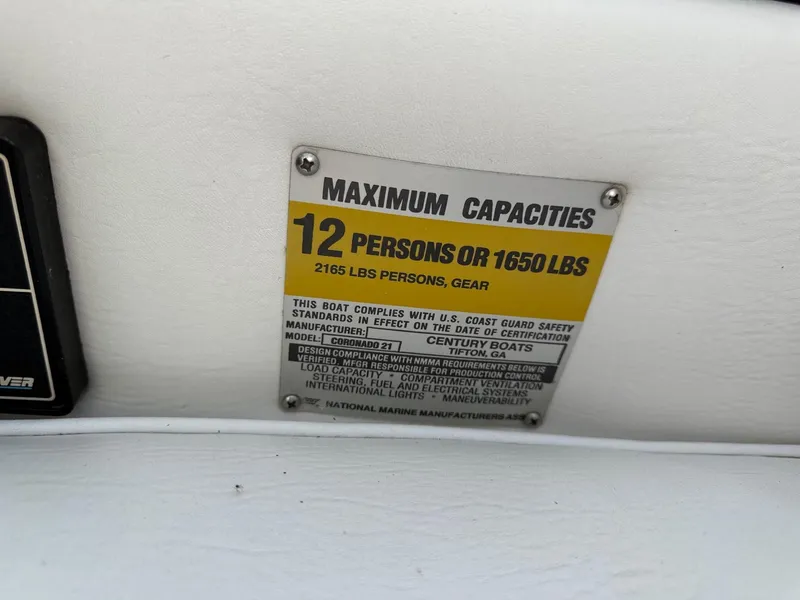 MAXIMUM CAPACITIES
12 PERSONS OR 1650 LBS
2165 LBS PERSONS, GEAR
THIS BOAT COMPLIES WITH U.S. COAST GUARD SAFETY
STANDARDS IN EFFECT ON THE DATE OF CERTIFICATION
MANUFACTURER: CENTURY BOATS
MODEL: CORONADO 21 TIFTON, GA
DESIGN COMPLIANCE WITH NMMA REQUIREMENTS BELOW IS
VERIFIED. MFGR RESPONSIBLE FOR PRODUCTION CONTROL
LOAD CAPACITY • COMPARTMENT VENTILATION
STEERING, FUEL AND ELECTRICAL SYSTEMS
INTERNATIONAL LIGHTS • MANEUVERABILITY
NATIONAL MARINE MANUFACTURERS